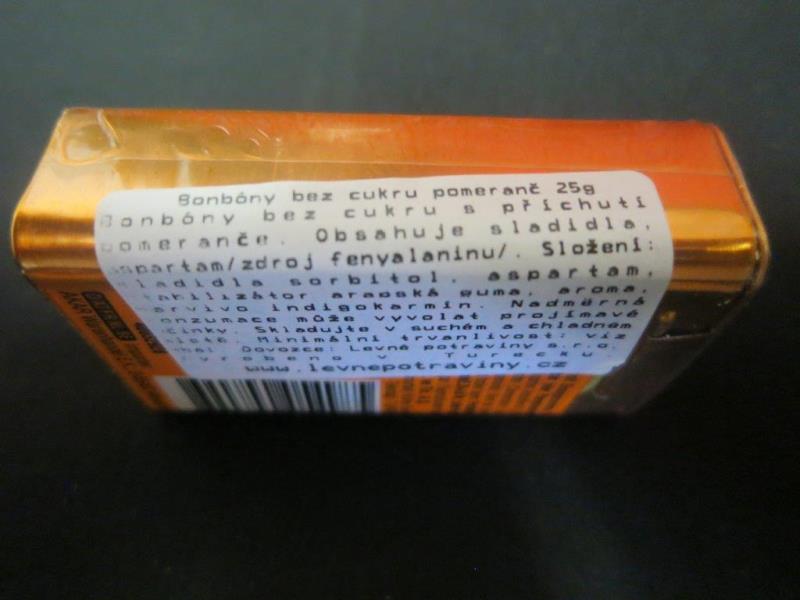 Bonbóny bez cukru pomeranč 25g
Bonbóny bez cukru s příchutí
pomeranče. Obsahuje sladidla,
aspartam/zdroj fenyalaninu/. Složení:
sladidla sorbitol, aspartam,
stabilizátor arabská guma, aroma,
barvivo indigokarmín. Nadměrná
konzumace může vyvolat projímavé
účinky. Skladujte v suchém a chladném
místě. Minimální trvanlivost: viz
obal. Dovozce: Levné potraviny s.r.o.
Vyrobeno v Turecku
www.levnepotraviny.cz